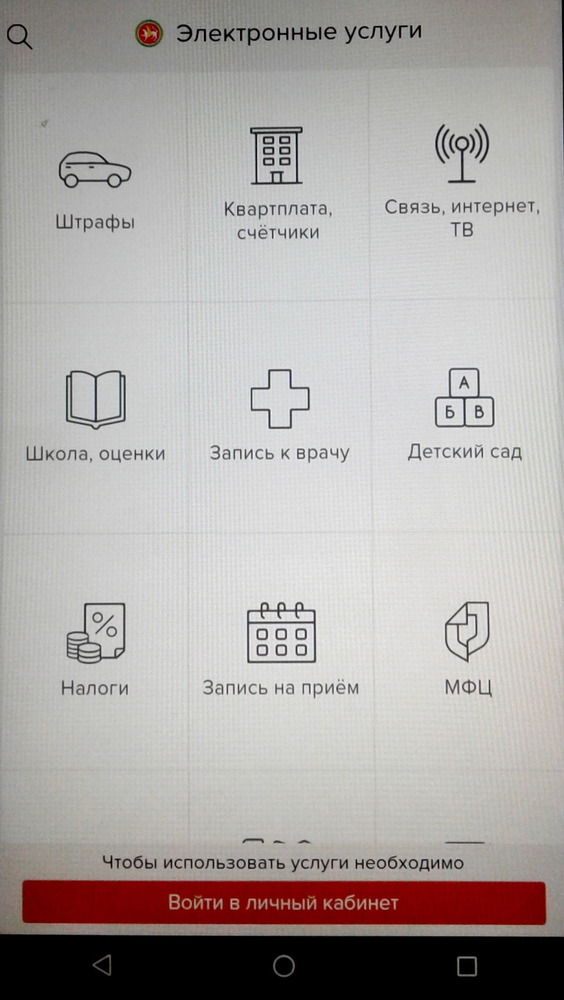 Электронные услуги
Штрафы
Квартплата,
счётчики
Связь, интернет,
ТВ
Школа, оценки
А
Б В
Запись к врачу
Детский сад
%
Налоги
Запись на приём
МФЦ
Чтобы использовать услуги необходимо
Войти в личный кабинет